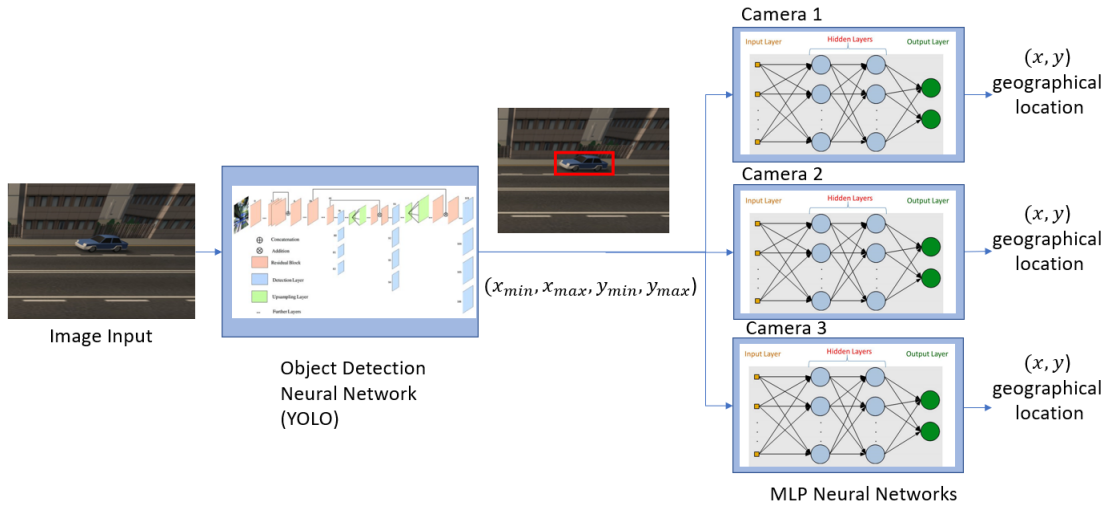 Image Input
Concatenation
Addition
Residual Block
Detection Layer
Upsampling Layer
Further Layers
Object Detection
Neural Network
(YOLO)
(x_min, x_max, y_min, y_max)
Camera 1
Input Layer
Hidden Layers
Output Layer
(x, y)
geographical
location
Camera 2
Input Layer
Hidden Layers
Output Layer
(x, y)
geographical
location
Camera 3
Input Layer
Hidden Layers
Output Layer
(x, y)
geographical
location
MLP Neural Networks